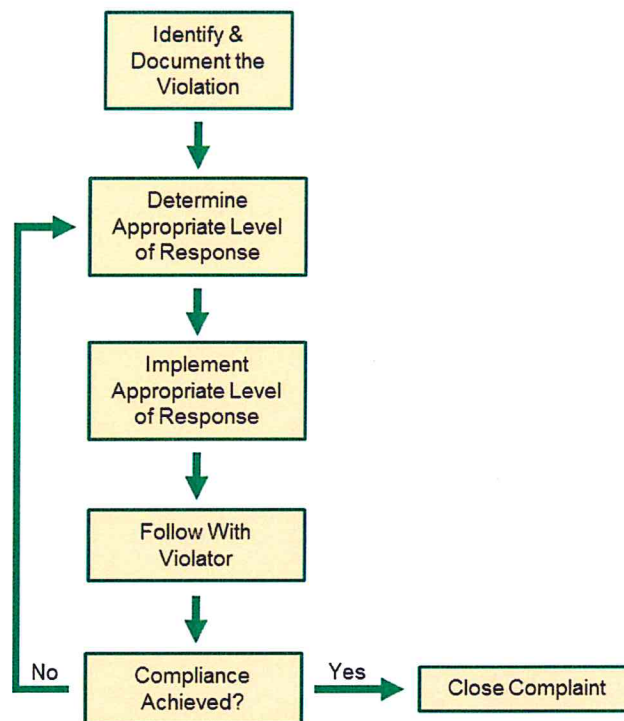 Identify &
Document the
Violation
Determine
Appropriate Level
of Response
Implement
Appropriate Level
of Response
Follow With
Violator
No
Compliance
Achieved?
Yes
Close Complaint